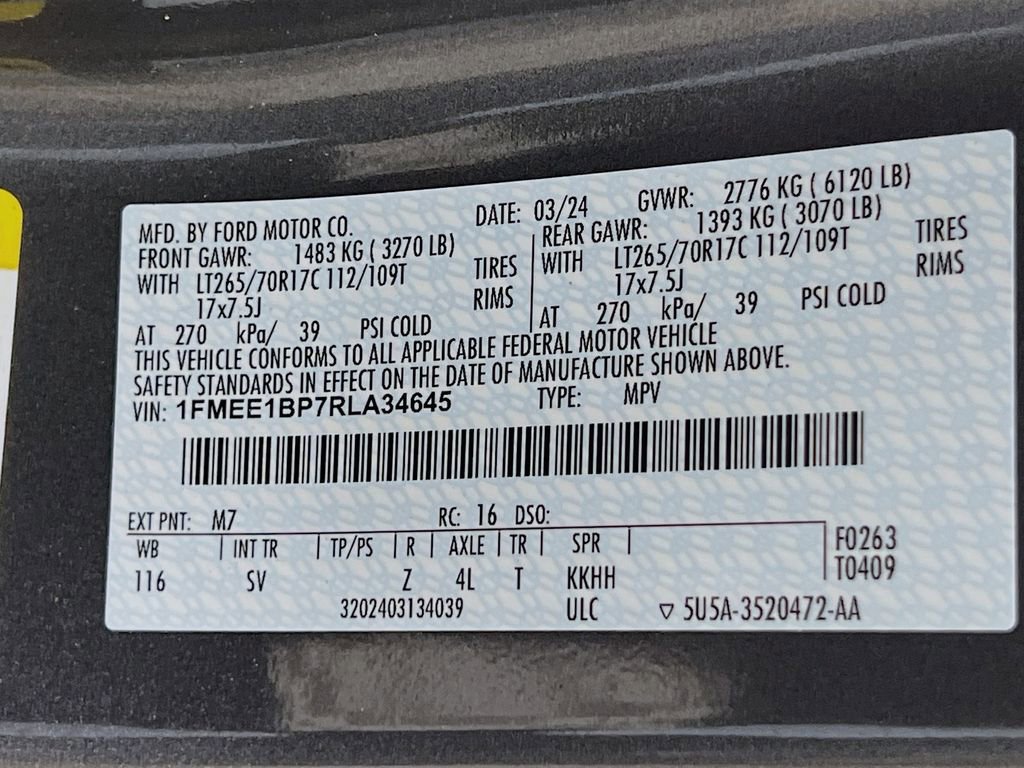 MFD. BY FORD MOTOR CO. DATE: 03/24 GVWR: 2776 KG ( 6120 LB)
FRONT GAWR: 1483 KG ( 3270 LB) REAR GAWR: 1393 KG ( 3070 LB)
WITH LT265/70R17C 112/109T TIRES WITH LT265/70R17C 112/109T TIRES
17x7.5J RIMS 17x7.5J RIMS
AT 270 kPa/ 39 PSI COLD AT 270 kPa/ 39 PSI COLD
THIS VEHICLE CONFORMS TO ALL APPLICABLE FEDERAL MOTOR VEHICLE
SAFETY STANDARDS IN EFFECT ON THE DATE OF MANUFACTURE SHOWN ABOVE.
VIN: 1FMEE1BP7RLA34645 TYPE: MPV
EXT PNT: M7 RC: 16 DSO:
WB INT TR TP/PS R AXLE TR SPR F0263
116 SV Z 4L T KKHH T0409
3202403134039 ULC ▽ 5U5A-3520472-AA